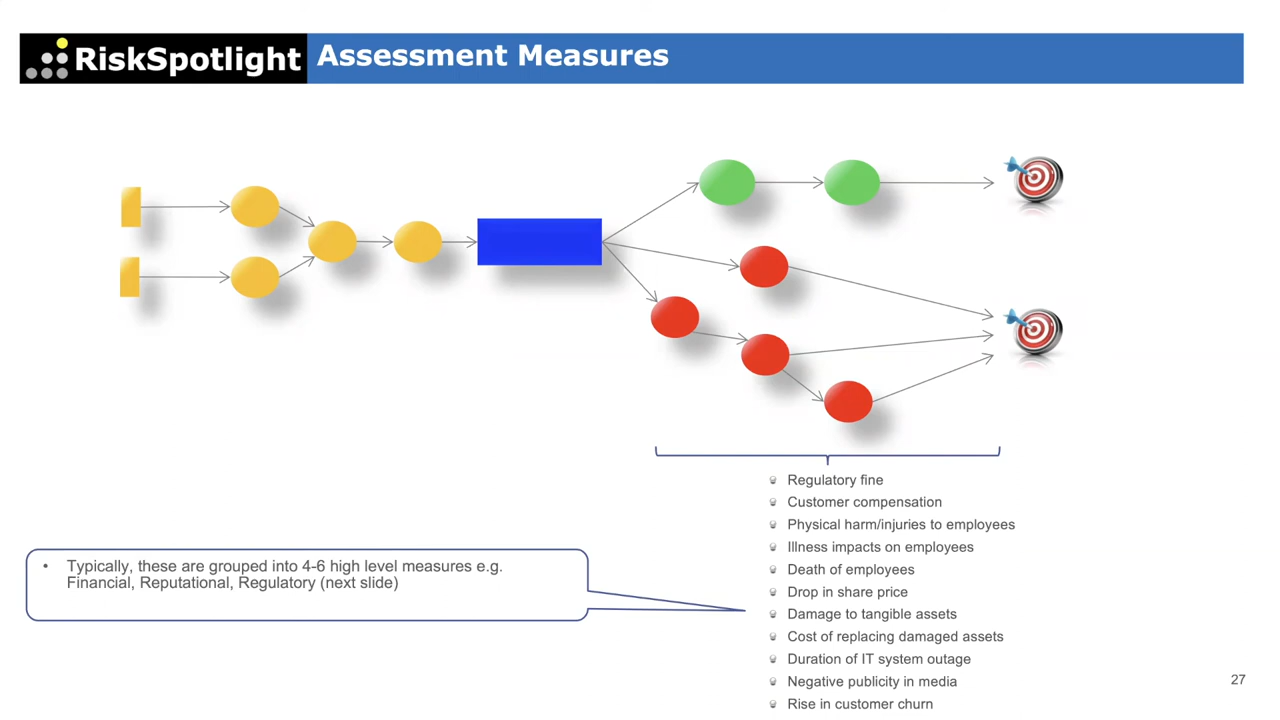 RiskSpotlight
Assessment Measures
Regulatory fine
Customer compensation
Physical harm/injuries to employees
Illness impacts on employees
Death of employees
Drop in share price
Damage to tangible assets
Cost of replacing damaged assets
Duration of IT system outage
Negative publicity in media
Rise in customer churn
• Typically, these are grouped into 4-6 high level measures e.g.
Financial, Reputational, Regulatory (next slide)
27